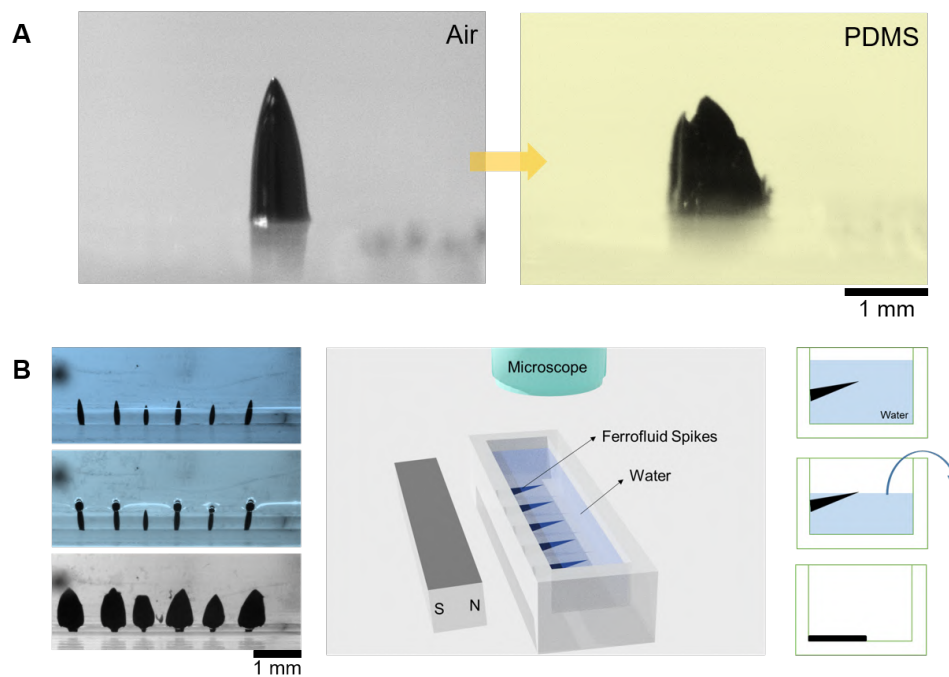 A
Air
PDMS
1 mm
B
Microscope
Ferrofluid Spikes
Water
S N
Water
1 mm